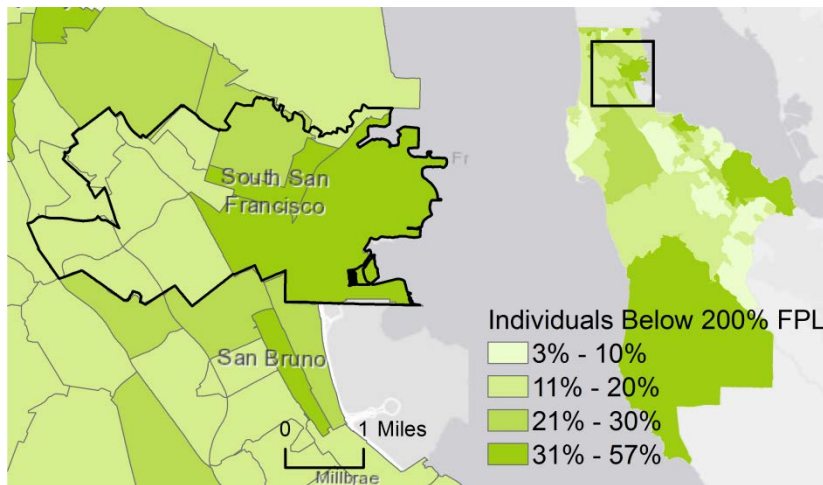 South San
Francisco
Fr
San Bruno
0 1 Miles
Millbrae
Individuals Below 200% FPL
3% - 10%
11% - 20%
21% - 30%
31% - 57%